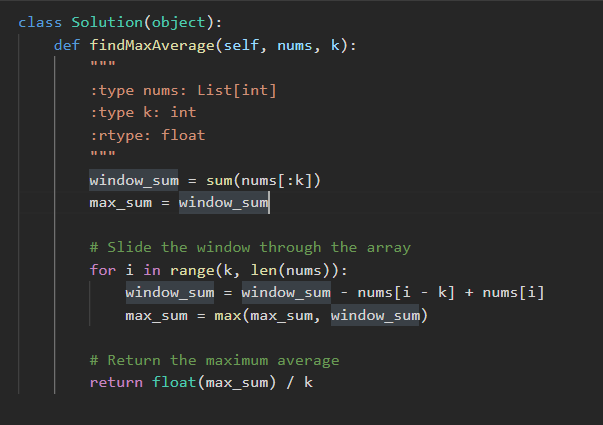 class Solution(object):
    def findMaxAverage(self, nums, k):
        """
        :type nums: List[int]
        :type k: int
        :rtype: float
        """
        window_sum = sum(nums[:k])
        max_sum = window_sum
        # Slide the window through the array
        for i in range(k, len(nums)):
            window_sum = window_sum - nums[i - k] + nums[i]
            max_sum = max(max_sum, window_sum)
        # Return the maximum average
        return float(max_sum) / k